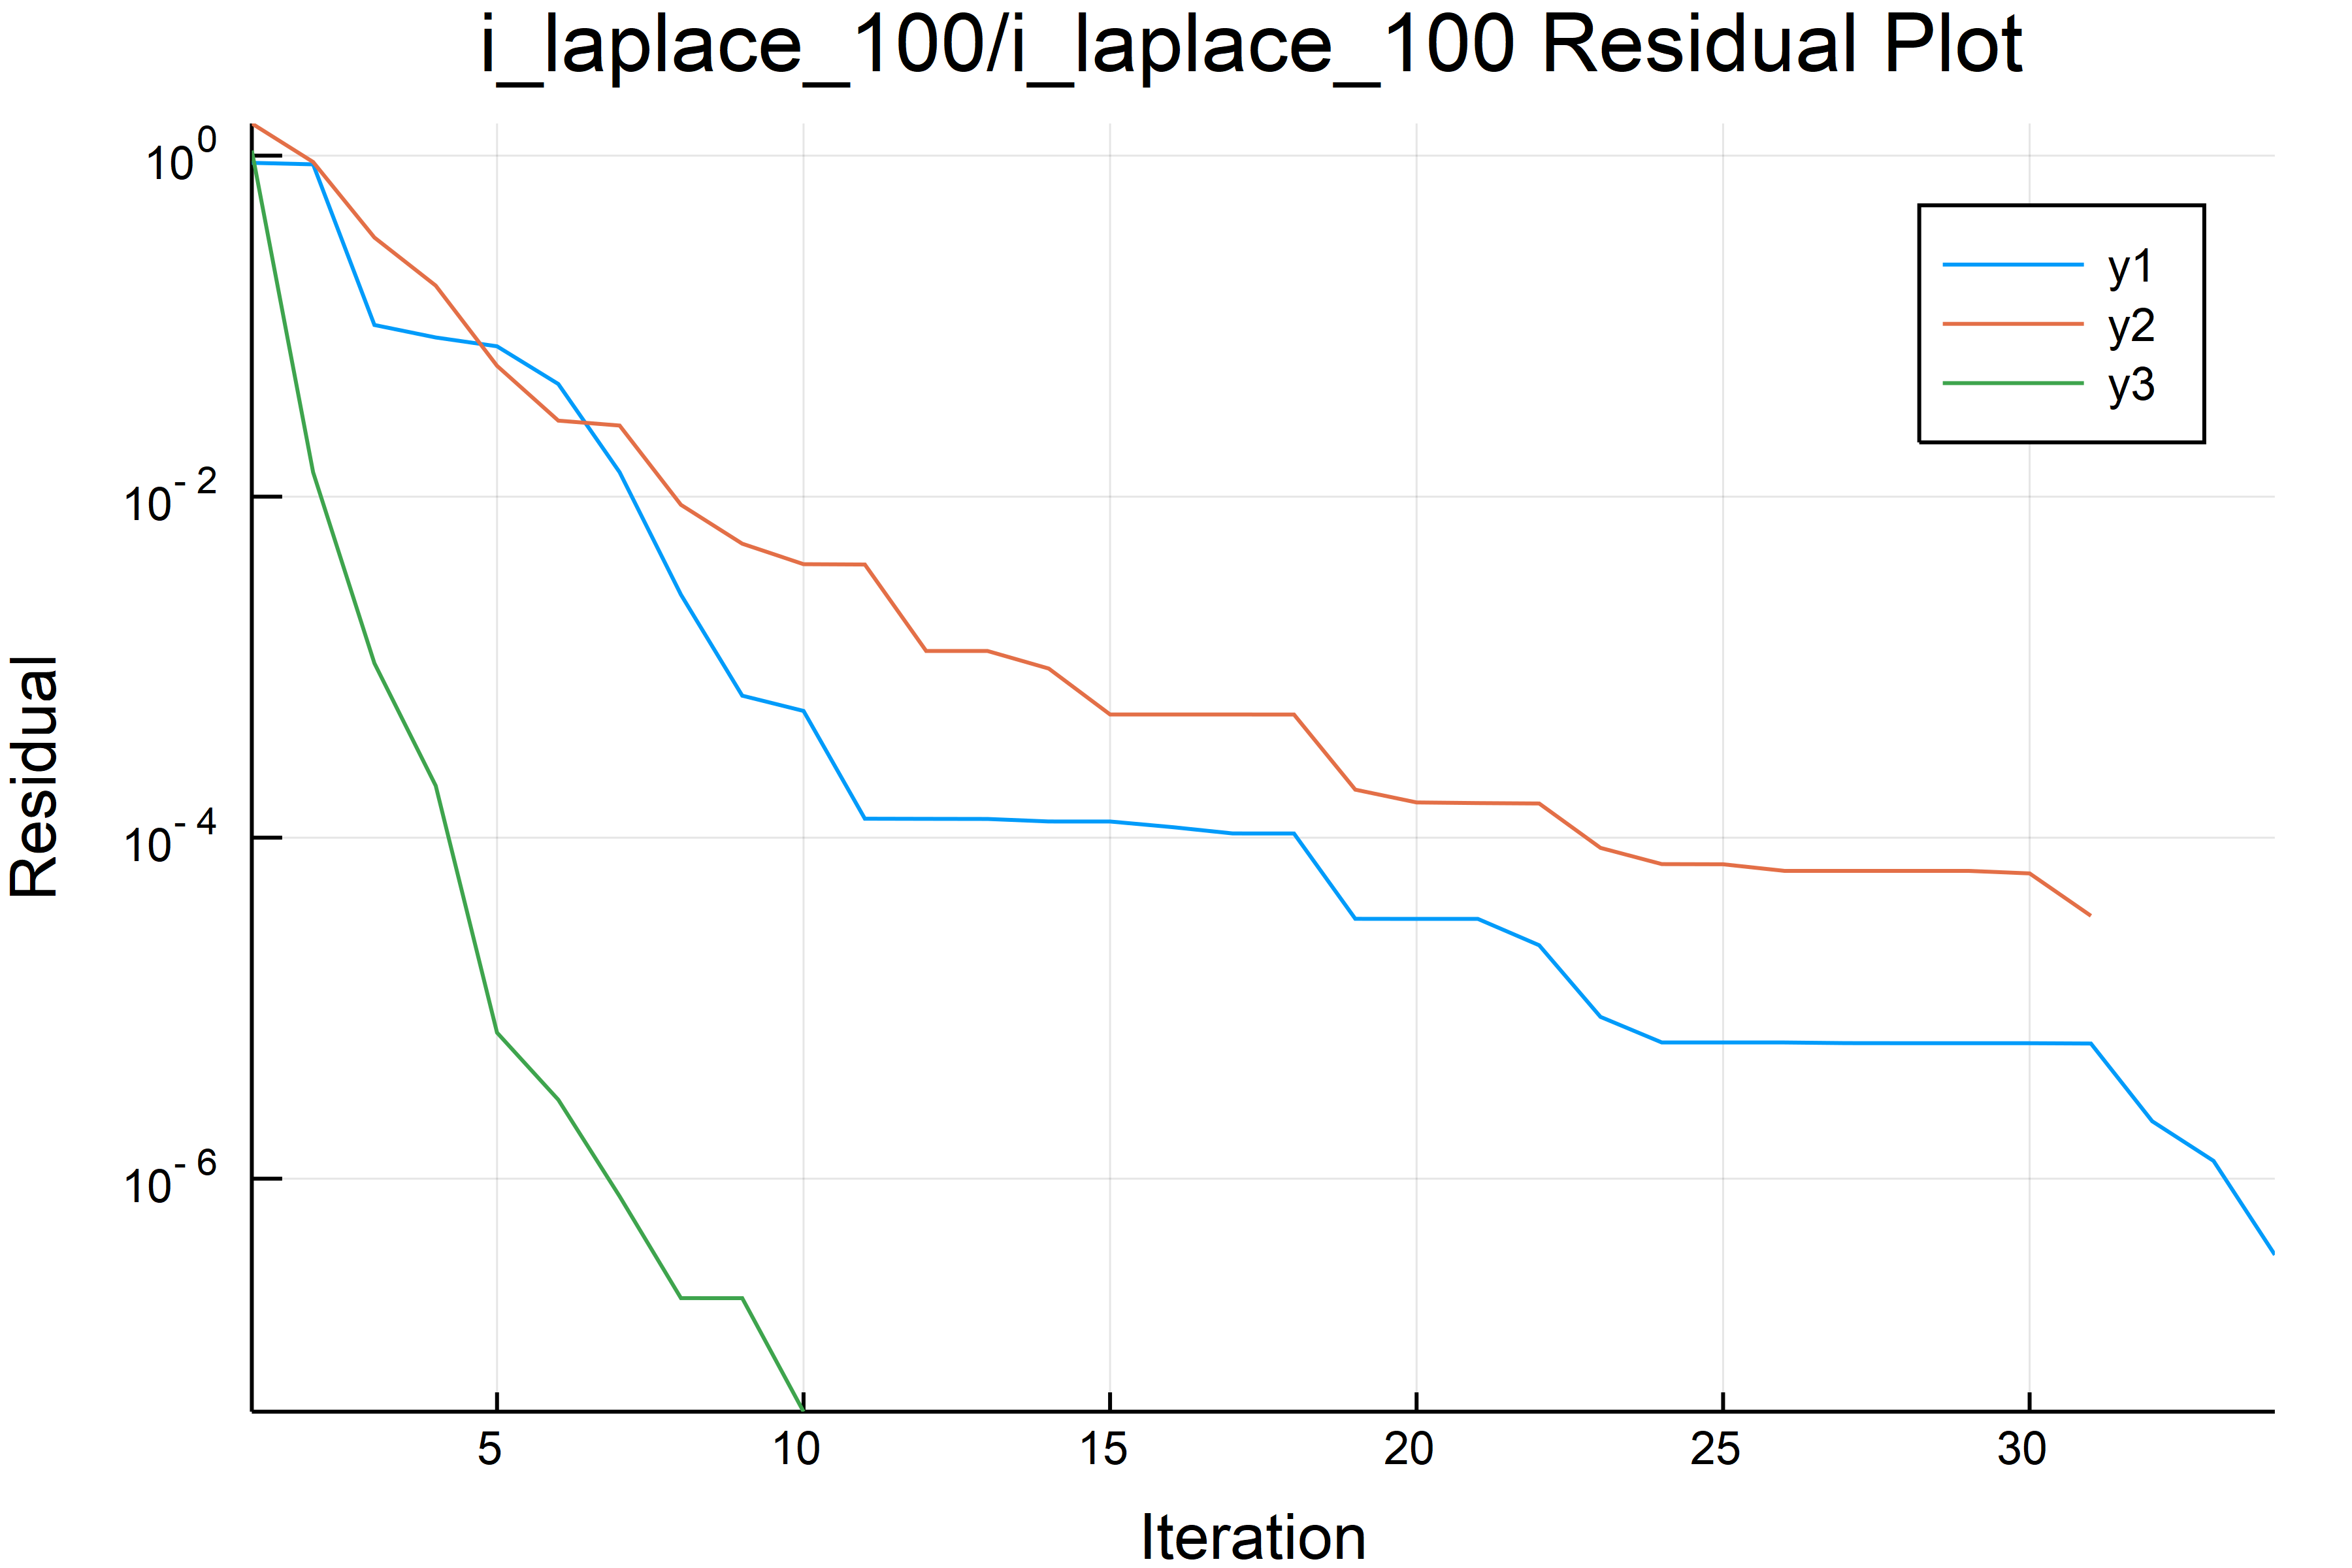 i_laplace_100/i_laplace_100 Residual Plot
10^0
10^-2
10^-4
10^-6
Residual
y1
y2
y3
5 10 15 20 25 30
Iteration